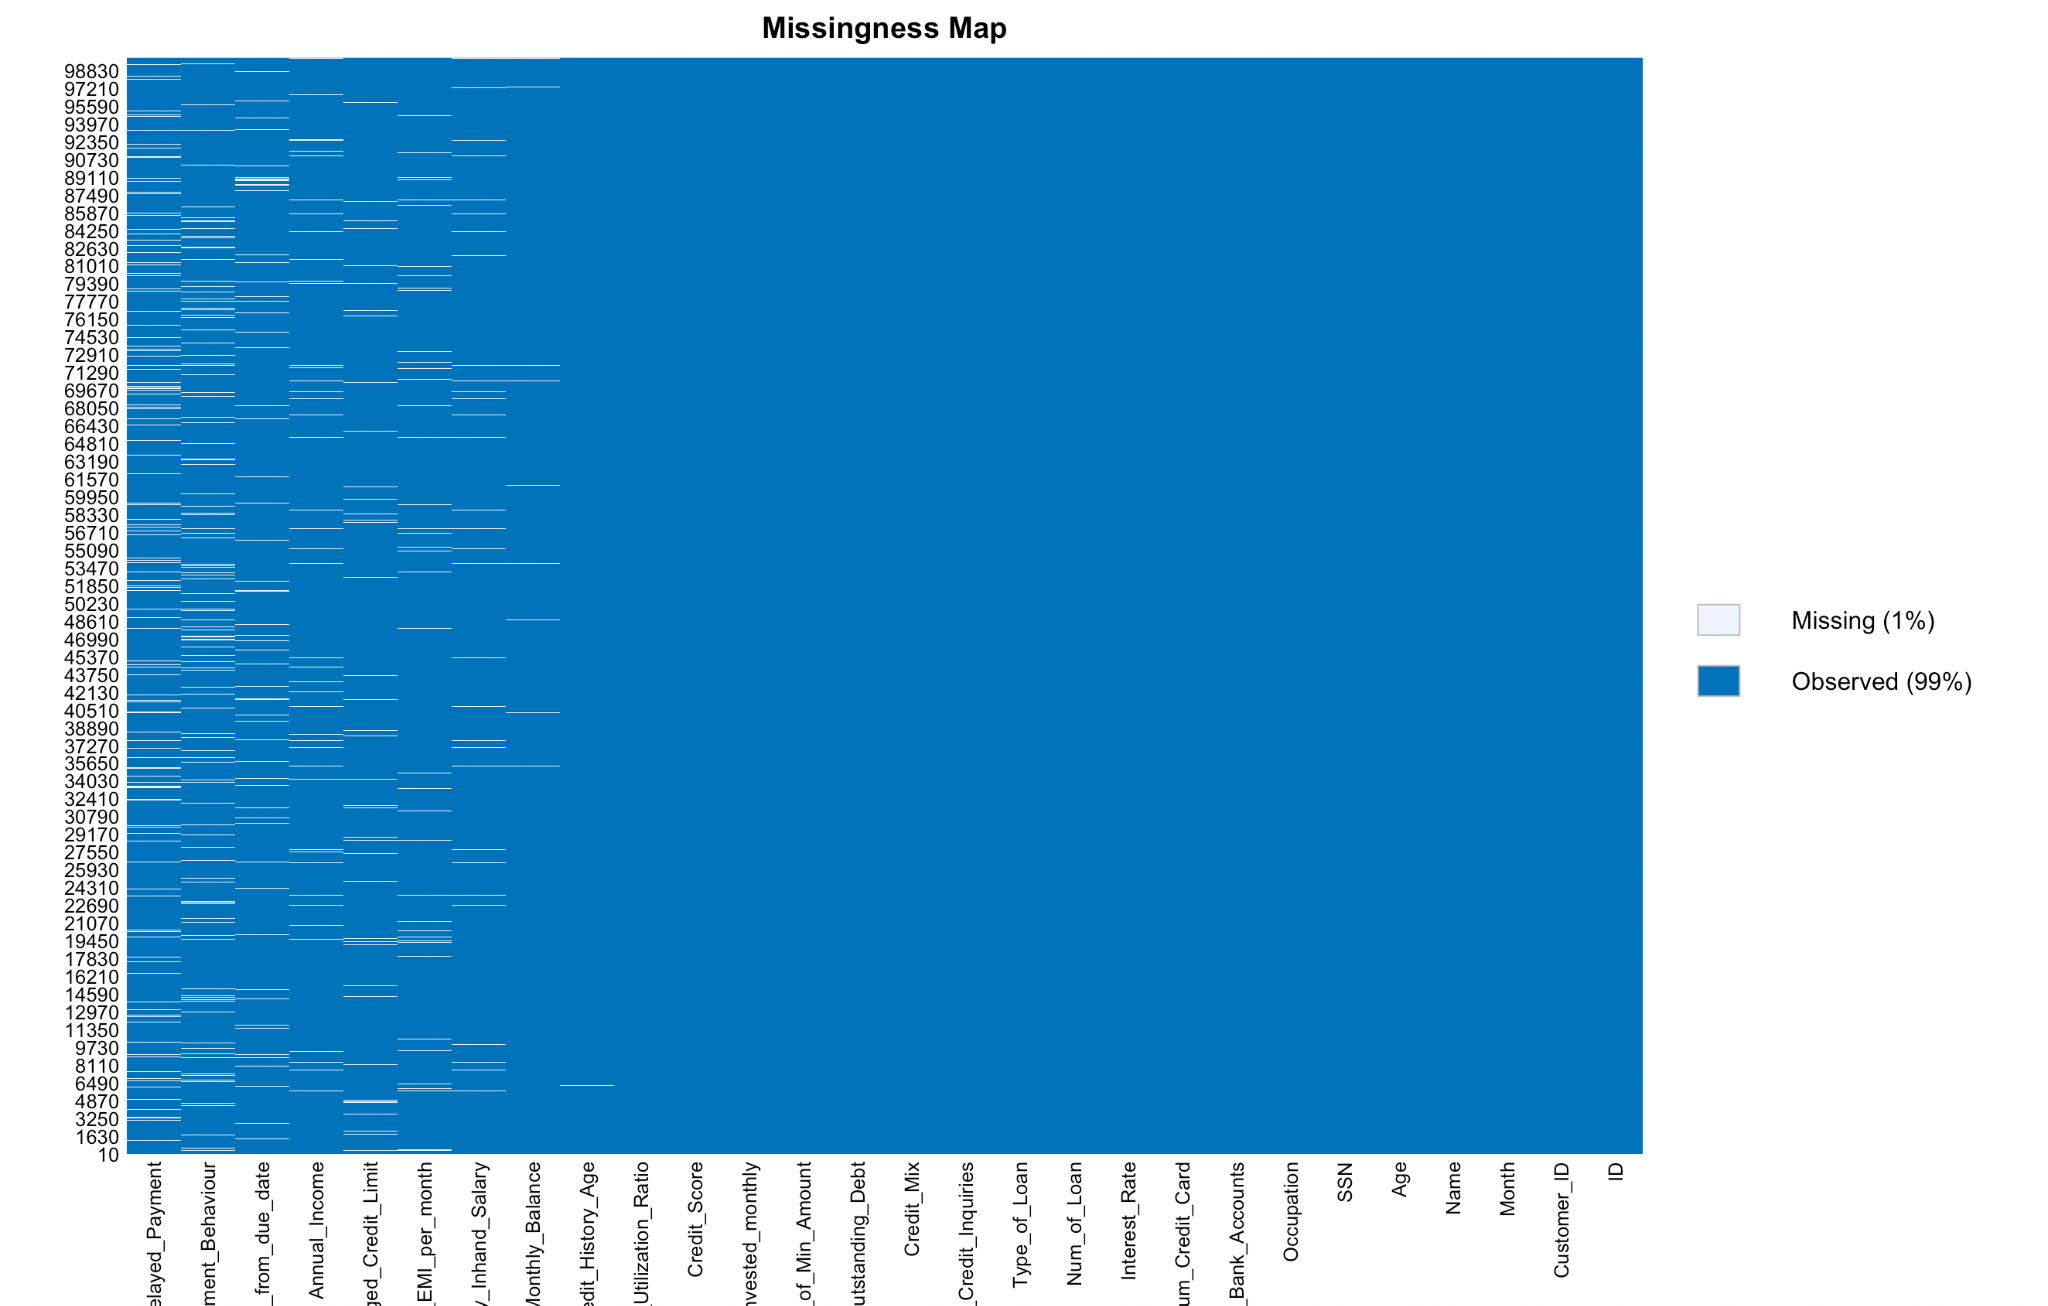 Missingness Map
98830
97210
95590
93970
92350
90730
89110
87490
85870
84250
82630
81010
79390
77770
76150
74530
72910
71290
69670
68050
66430
64810
63190
61570
59950
58330
56710
55090
53470
51850
50230
48610
46990
45370
43750
42130
40510
38890
37270
35650
34030
32410
30790
29170
27550
25930
24310
22690
21070
19450
17830
16210
14590
12970
11350
9730
8110
6490
4870
3250
1630
10
Missing (1%)
Observed (99%)
elayed_Payment
ment_Behaviour
_from_due_date
Annual_Income
ged_Credit_Limit
_EMI_per_month
y_Inhand_Salary
Monthly_Balance
edit_History_Age
_Utilization_Ratio
Credit_Score
nvested_monthly
_of_Min_Amount
utstanding_Debt
Credit_Mix
_Credit_Inquiries
Type_of_Loan
Num_of_Loan
Interest_Rate
um_Credit_Card
_Bank_Accounts
Occupation
SSN
Age
Name
Month
Customer_ID
ID